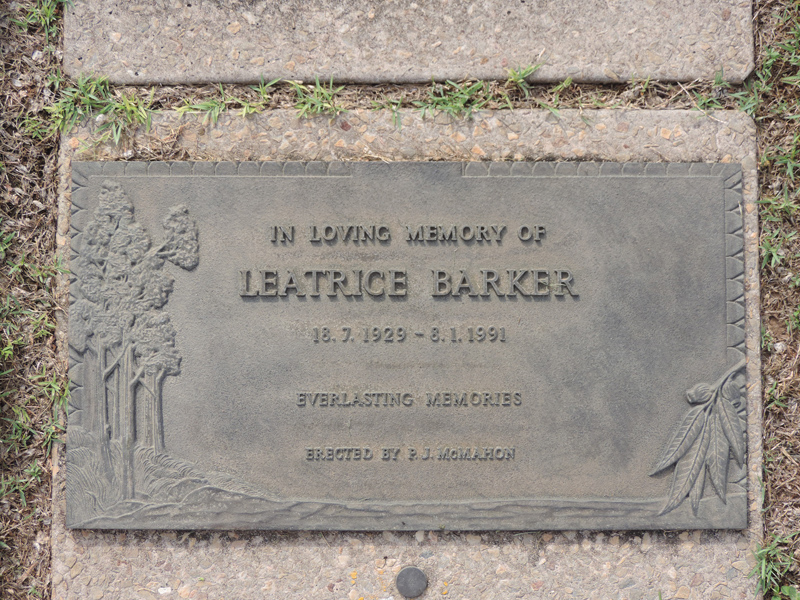 IN LOVING MEMORY OF
LEATRICE BARKER
18. 7. 1929 - 8. 1. 1991
EVERLASTING MEMORIES
ERECTED BY P. J. McMAHON